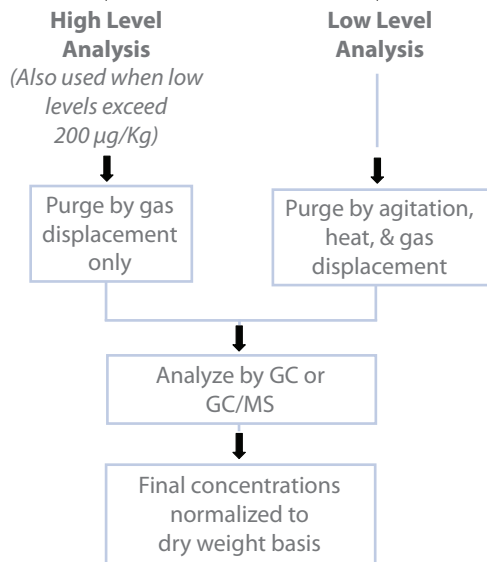 High Level
Analysis
(Also used when low
levels exceed
200 µg/Kg)
Low Level
Analysis
Purge by gas
displacement
only
Purge by agitation,
heat, & gas
displacement
Analyze by GC or
GC/MS
Final concentrations
normalized to
dry weight basis